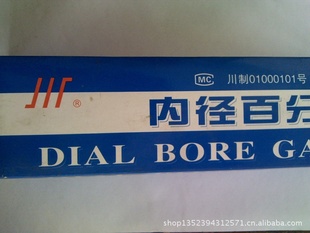 MC 川制01000101号
川 ®
内径百分
DIAL BORE GA
shop1352394312571.cn.alibaba.com